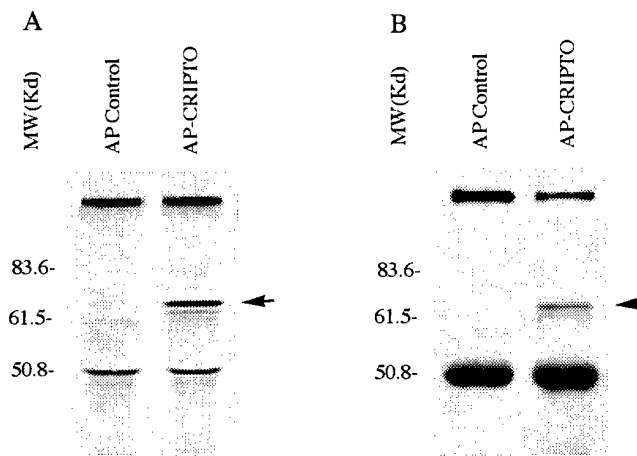 A
B
MW(Kd)
AP Control
AP-CRIPTO
MW(Kd)
AP Control
AP-CRIPTO
83.6-
61.5-
50.8-
83.6-
61.5-
50.8-